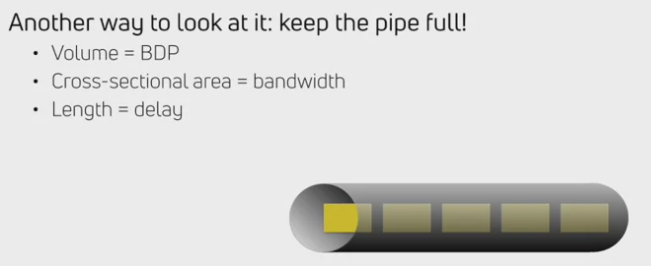 Another way to look at it: keep the pipe full!
• Volume = BDP
• Cross-sectional area = bandwidth
• Length = delay